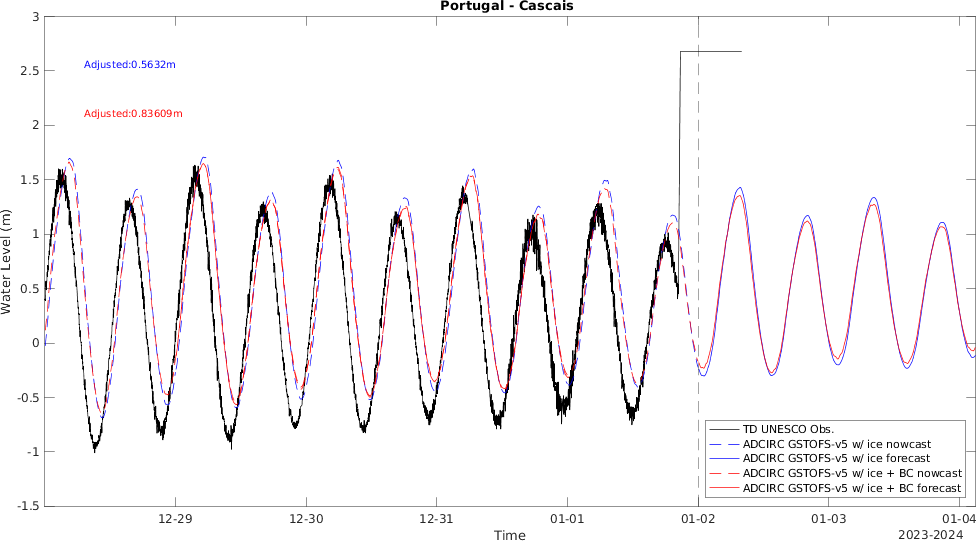 Portugal - Cascais
3
2.5
2
1.5
1
0.5
0
-0.5
-1
-1.5
Water Level (m)
Adjusted:0.5632m
Adjusted:0.83609m
TD UNESCO Obs.
ADCIRC GSTOFS-v5 w/ ice nowcast
ADCIRC GSTOFS-v5 w/ ice forecast
ADCIRC GSTOFS-v5 w/ ice + BC nowcast
ADCIRC GSTOFS-v5 w/ ice + BC forecast
12-29 12-30 12-31 01-01 01-02 01-03 01-04
Time
2023-2024